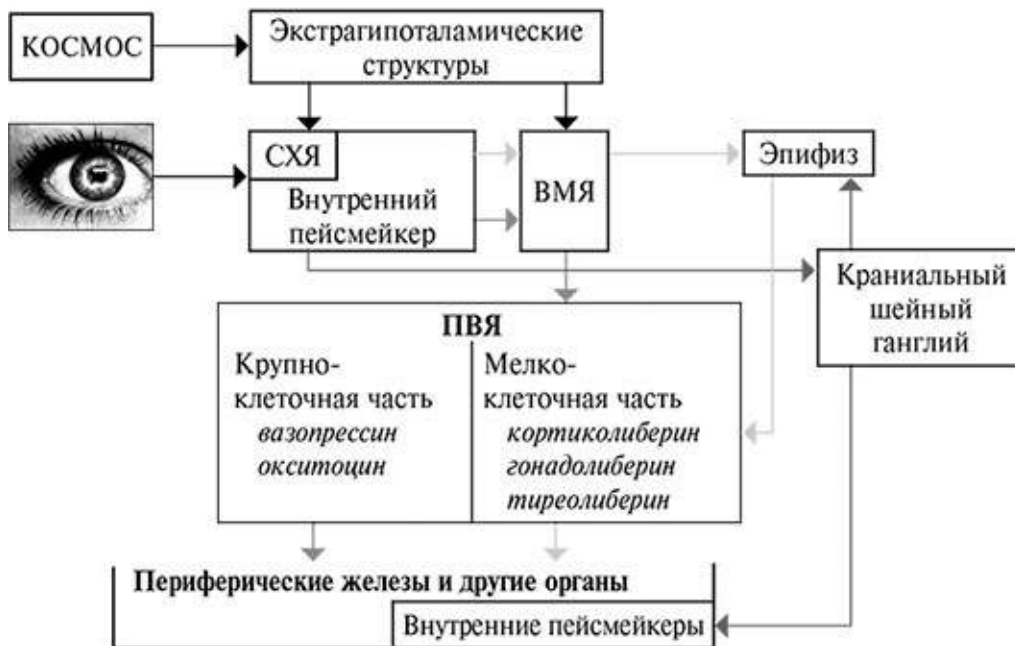 КОСМОС
Экстрагипоталамические
структуры
СХЯ
Внутренний
пейсмейкер
ВМЯ
Эпифиз
Краниальный
шейный
ганглий
ПВЯ
Крупно-
клеточная часть
вазопрессин
окситоцин
Мелко-
клеточная часть
кортиколиберин
гонадолиберин
тиреолиберин
Периферические железы и другие органы
Внутренние пейсмейкеры